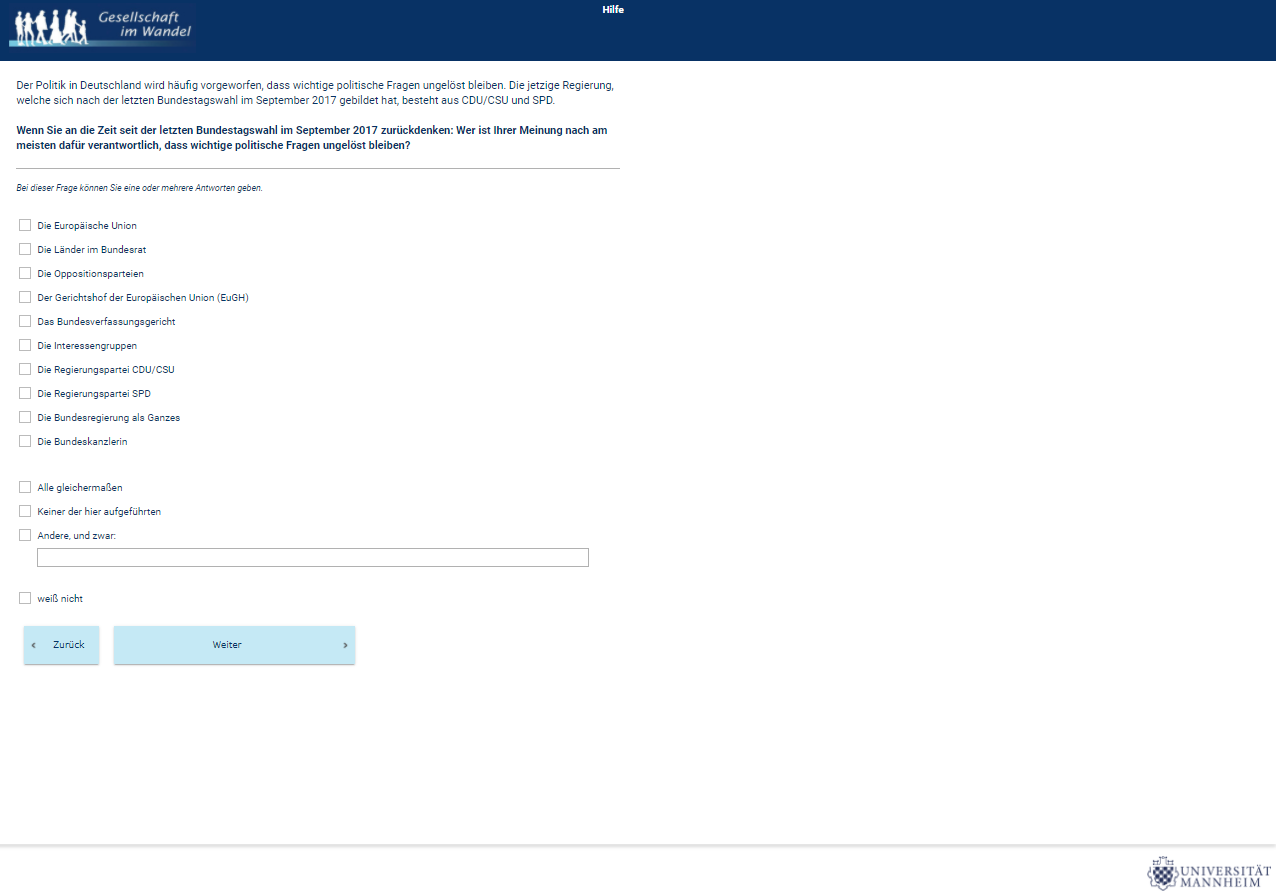 Gesellschaft
im Wandel
Hilfe
Der Politik in Deutschland wird häufig vorgeworfen, dass wichtige politische Fragen ungelöst bleiben. Die jetzige Regierung,
welche sich nach der letzten Bundestagswahl im September 2017 gebildet hat, besteht aus CDU/CSU und SPD.
Wenn Sie an die Zeit seit der letzten Bundestagswahl im September 2017 zurückdenken: Wer ist Ihrer Meinung nach am
meisten dafür verantwortlich, dass wichtige politische Fragen ungelöst bleiben?
Bei dieser Frage können Sie eine oder mehrere Antworten geben.
Die Europäische Union
Die Länder im Bundesrat
Die Oppositionsparteien
Der Gerichtshof der Europäischen Union (EuGH)
Das Bundesverfassungsgericht
Die Interessengruppen
Die Regierungspartei CDU/CSU
Die Regierungspartei SPD
Die Bundesregierung als Ganzes
Die Bundeskanzlerin
Alle gleichermaßen
Keiner der hier aufgeführten
Andere, und zwar:
weiß nicht
‹ Zurück
Weiter ›
UNIVERSITÄT
MANNHEIM